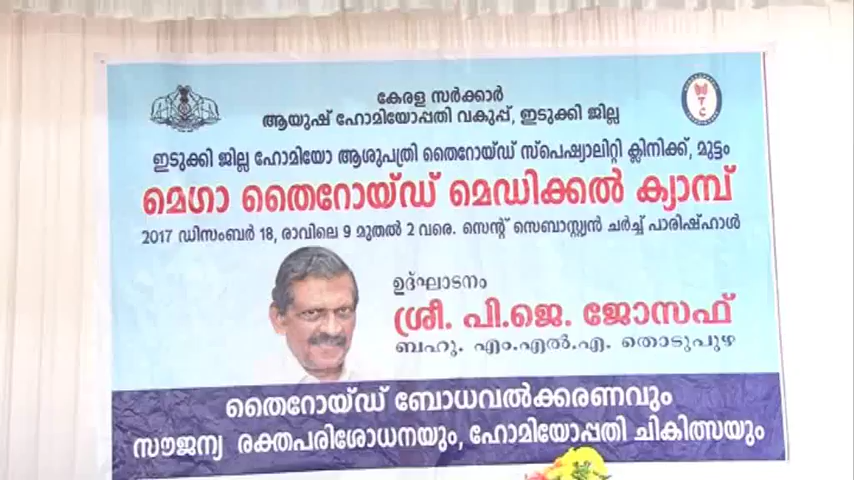 കേരള സർക്കാർ
ആയുഷ് ഹോമിയോപ്പതി വകുപ്പ്, ഇടുക്കി ജില്ല
ഇടുക്കി ജില്ല ഹോമിയോ ആശുപത്രി തൈറോയ്ഡ് സ്പെഷ്യാലിറ്റി ക്ലിനിക്ക്, മുട്ടം
മെഗാ തൈറോയ്ഡ് മെഡിക്കൽ ക്യാമ്പ്
2017 ഡിസംബർ 18, രാവിലെ 9 മുതൽ 2 വരെ. സെന്റ് സെബാസ്റ്റ്യൻ ചർച്ച് പാരിഷ്ഹാൾ
ഉദ്ഘാടനം
ശ്രീ. പി.ജെ. ജോസഫ്
ബഹു. എം.എൽ.എ. തൊടുപുഴ
തൈറോയ്ഡ് ബോധവൽക്കരണവും
സൗജന്യ രക്തപരിശോധനയും, ഹോമിയോപ്പതി ചികിത്സയും